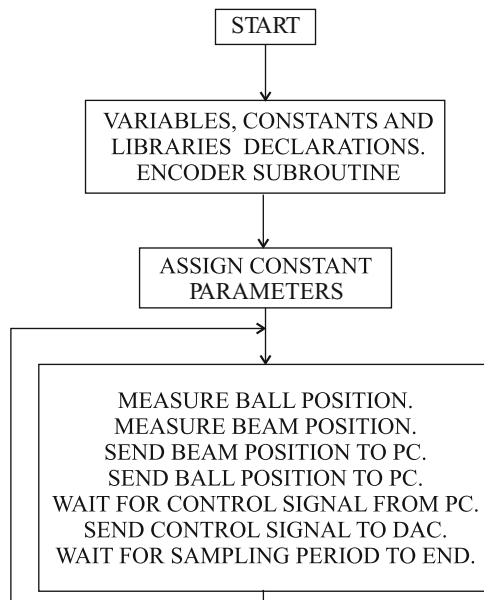 START
VARIABLES, CONSTANTS AND
LIBRARIES DECLARATIONS.
ENCODER SUBROUTINE
ASSIGN CONSTANT
PARAMETERS
MEASURE BALL POSITION.
MEASURE BEAM POSITION.
SEND BEAM POSITION TO PC.
SEND BALL POSITION TO PC.
WAIT FOR CONTROL SIGNAL FROM PC.
SEND CONTROL SIGNAL TO DAC.
WAIT FOR SAMPLING PERIOD TO END.